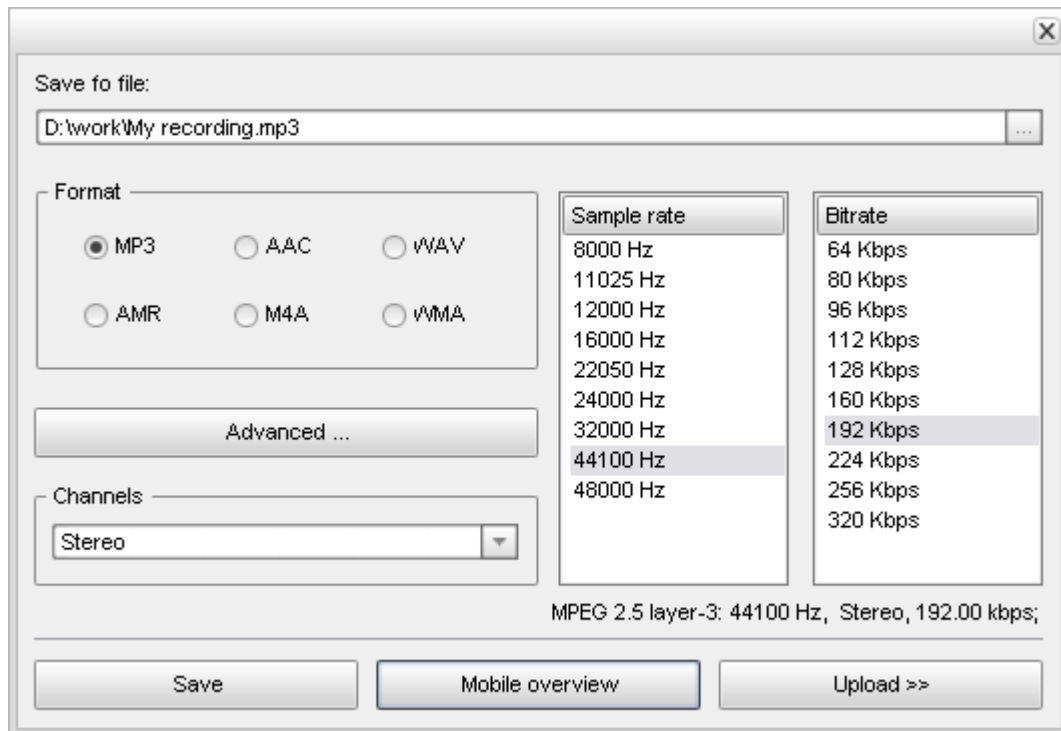 Save fo file:
D:\work\My recording.mp3
...
Format
MP3
AAC
WAV
AMR
M4A
WMA
Advanced ...
Channels
Stereo
Sample rate
8000 Hz
11025 Hz
12000 Hz
16000 Hz
22050 Hz
24000 Hz
32000 Hz
44100 Hz
48000 Hz
Bitrate
64 Kbps
80 Kbps
96 Kbps
112 Kbps
128 Kbps
160 Kbps
192 Kbps
224 Kbps
256 Kbps
320 Kbps
MPEG 2.5 layer-3: 44100 Hz, Stereo, 192.00 kbps;
Save
Mobile overview
Upload >>